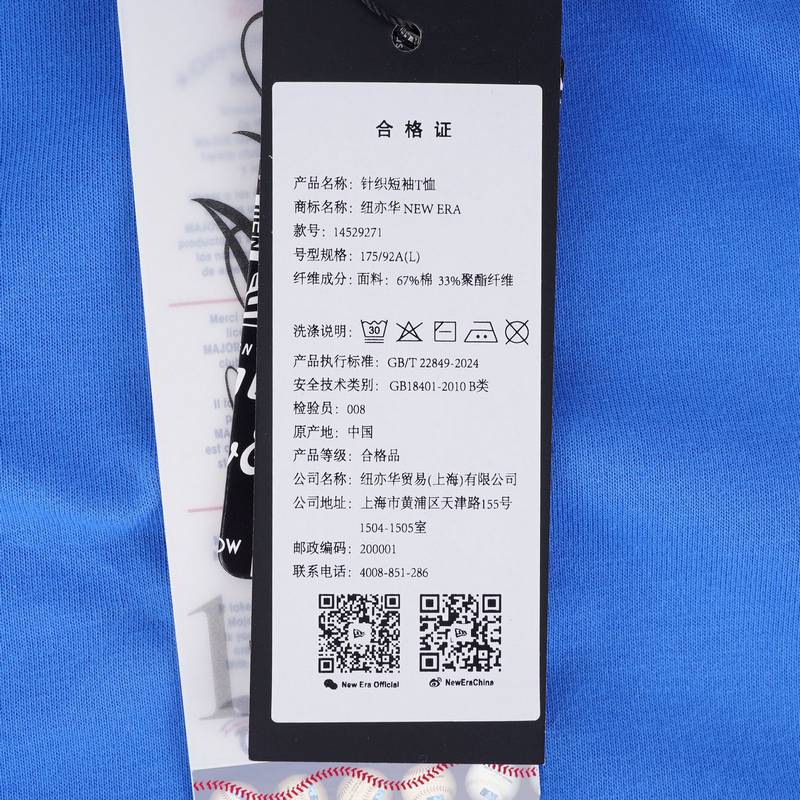 合格证
产品名称：针织短袖T恤
商标名称：纽亦华 NEW ERA
款号：14529271
号型规格：175/92A(L)
纤维成分：面料：67%棉 33%聚酯纤维
洗涤说明：30
产品执行标准：GB/T 22849-2024
安全技术类别：GB18401-2010 B类
检验员：008
原产地：中国
产品等级：合格品
公司名称：纽亦华贸易(上海)有限公司
公司地址：上海市黄浦区天津路155号
1504-1505室
邮政编码：200001
联系电话：4008-851-286
New Era Official
NewEraChina